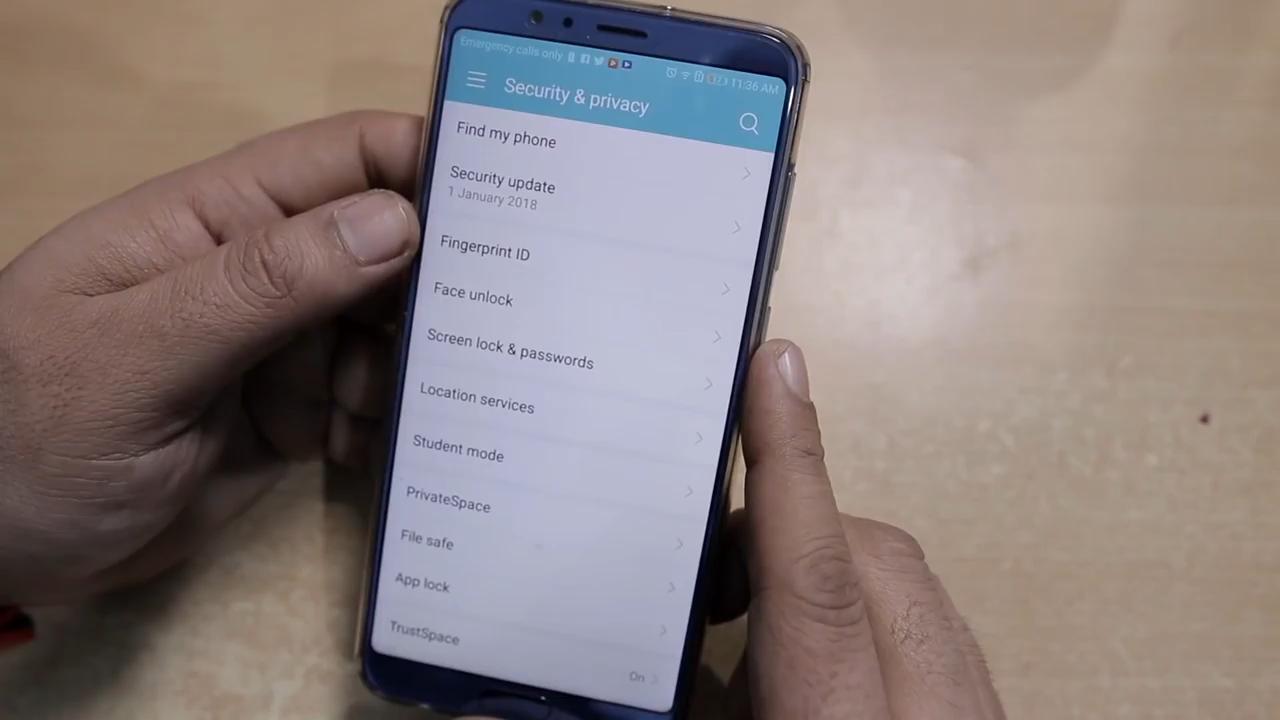 Emergency calls only 11:36 AM
Security & privacy
Find my phone
Security update
1 January 2018
Fingerprint ID
Face unlock
Screen lock & passwords
Location services
Student mode
PrivateSpace
File safe
App lock
TrustSpace
On